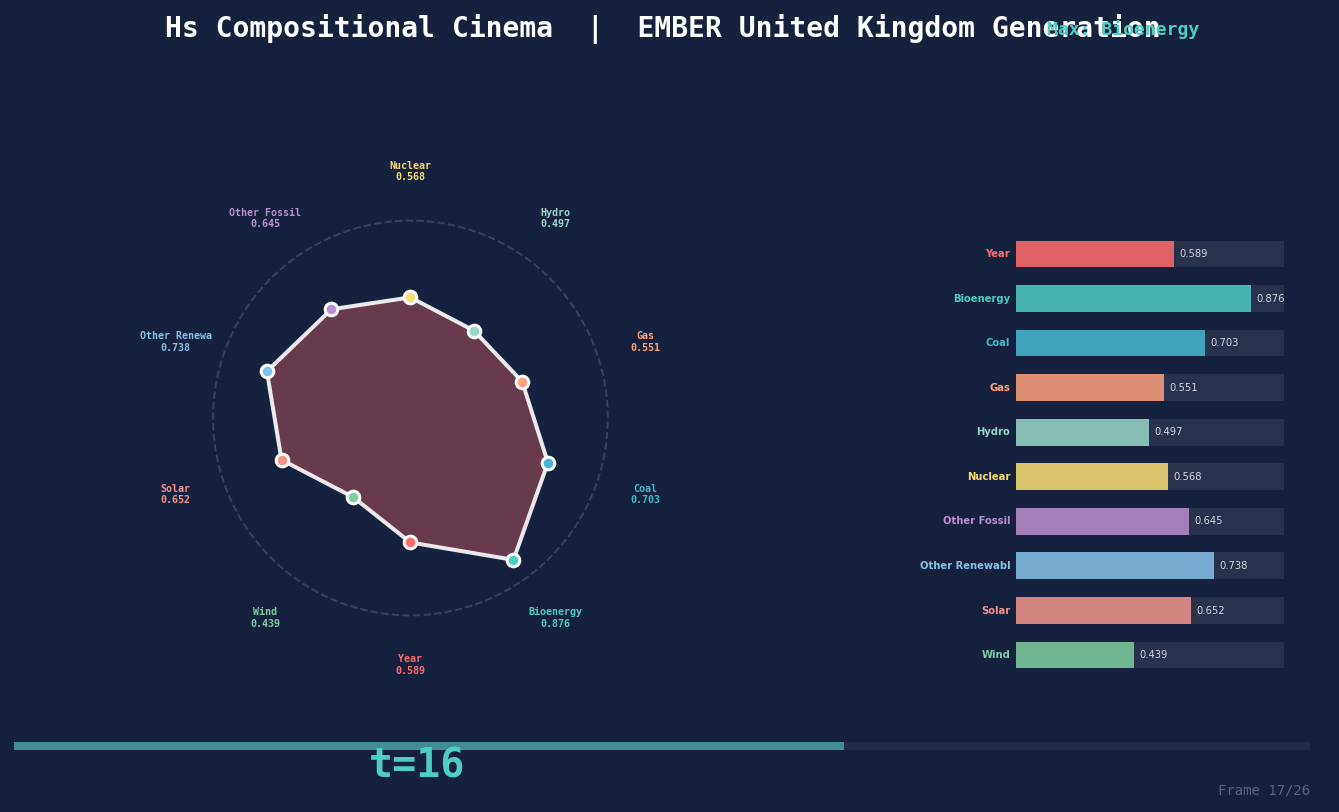 Hs Compositional Cinema | EMBER United Kingdom Generation
Max: Bioenergy
Nuclear
0.568
Other Fossil
0.645
Hydro
0.497
Other Renewa
0.738
Gas
0.551
Solar
0.652
Coal
0.703
Wind
0.439
Bioenergy
0.876
Year
0.589
Year 0.589
Bioenergy 0.876
Coal 0.703
Gas 0.551
Hydro 0.497
Nuclear 0.568
Other Fossil 0.645
Other Renewabl 0.738
Solar 0.652
Wind 0.439
t=16
Frame 17/26